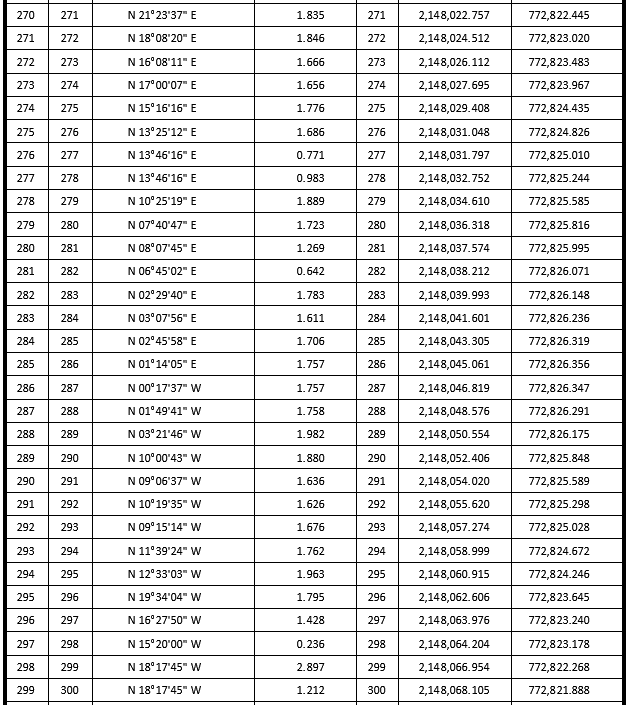 270 271 N 21°23'37" E 1.835 271 2,148,022.757 772,822.445
271 272 N 18°08'20" E 1.846 272 2,148,024.512 772,823.020
272 273 N 16°08'11" E 1.666 273 2,148,026.112 772,823.483
273 274 N 17°00'07" E 1.656 274 2,148,027.695 772,823.967
274 275 N 15°16'16" E 1.776 275 2,148,029.408 772,824.435
275 276 N 13°25'12" E 1.686 276 2,148,031.048 772,824.826
276 277 N 13°46'16" E 0.771 277 2,148,031.797 772,825.010
277 278 N 13°46'16" E 0.983 278 2,148,032.752 772,825.244
278 279 N 10°25'19" E 1.889 279 2,148,034.610 772,825.585
279 280 N 07°40'47" E 1.723 280 2,148,036.318 772,825.816
280 281 N 08°07'45" E 1.269 281 2,148,037.574 772,825.995
281 282 N 06°45'02" E 0.642 282 2,148,038.212 772,826.071
282 283 N 02°29'40" E 1.783 283 2,148,039.993 772,826.148
283 284 N 03°07'56" E 1.611 284 2,148,041.601 772,826.236
284 285 N 02°45'58" E 1.706 285 2,148,043.305 772,826.319
285 286 N 01°14'05" E 1.757 286 2,148,045.061 772,826.356
286 287 N 00°17'37" W 1.757 287 2,148,046.819 772,826.347
287 288 N 01°49'41" W 1.758 288 2,148,048.576 772,826.291
288 289 N 03°21'46" W 1.982 289 2,148,050.554 772,826.175
289 290 N 10°00'43" W 1.880 290 2,148,052.406 772,825.848
290 291 N 09°06'37" W 1.636 291 2,148,054.020 772,825.589
291 292 N 10°19'35" W 1.626 292 2,148,055.620 772,825.298
292 293 N 09°15'14" W 1.676 293 2,148,057.274 772,825.028
293 294 N 11°39'24" W 1.762 294 2,148,058.999 772,824.672
294 295 N 12°33'03" W 1.963 295 2,148,060.915 772,824.246
295 296 N 19°34'04" W 1.795 296 2,148,062.606 772,823.645
296 297 N 16°27'50" W 1.428 297 2,148,063.976 772,823.240
297 298 N 15°20'00" W 0.236 298 2,148,064.204 772,823.178
298 299 N 18°17'45" W 2.897 299 2,148,066.954 772,822.268
299 300 N 18°17'45" W 1.212 300 2,148,068.105 772,821.888